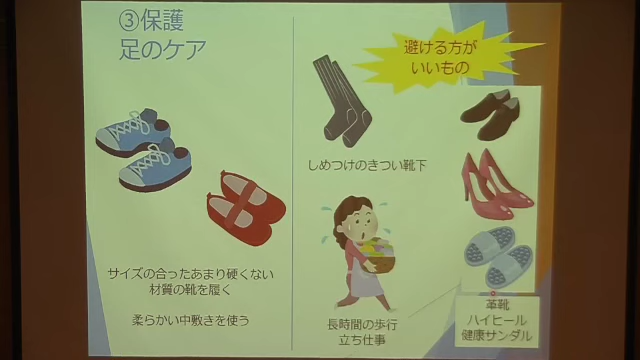 ③保護
足のケア
サイズの合ったあまり硬くない
材質の靴を履く
柔らかい中敷きを使う
避ける方が
いいもの
しめつけのきつい靴下
長時間の歩行
立ち仕事
革靴
ハイヒール
健康サンダル